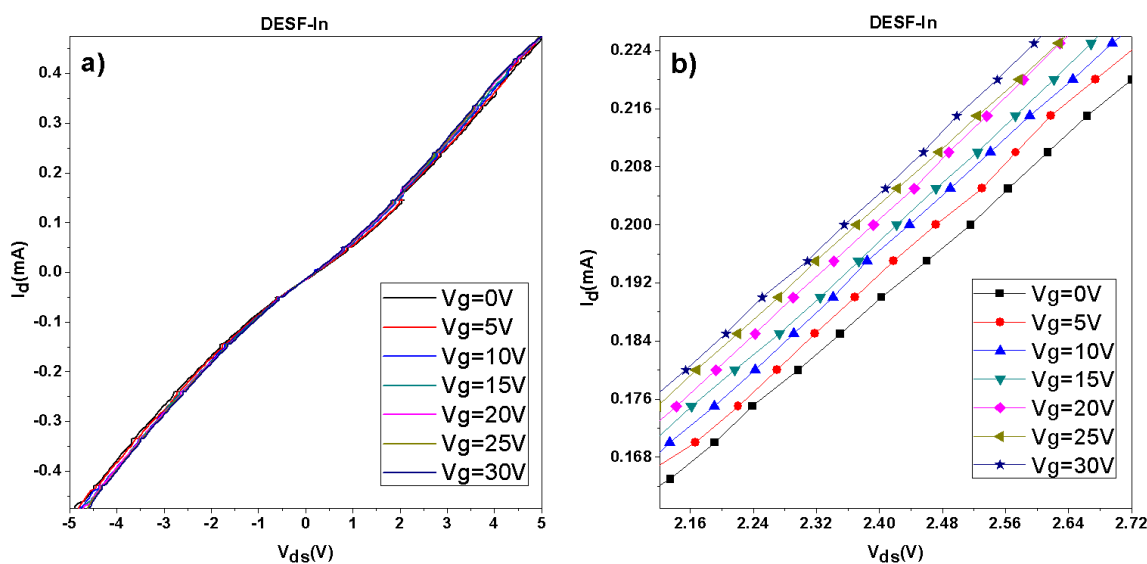 DESF-In
a)
I_d(mA)
0.4
0.3
0.2
0.1
0.0
-0.1
-0.2
-0.3
-0.4
Vg=0V
Vg=5V
Vg=10V
Vg=15V
Vg=20V
Vg=25V
Vg=30V
-5 -4 -3 -2 -1 0 1 2 3 4 5
V_ds(V)
DESF-In
b)
I_d(mA)
0.224
0.216
0.208
0.200
0.192
0.184
0.176
0.168
Vg=0V
Vg=5V
Vg=10V
Vg=15V
Vg=20V
Vg=25V
Vg=30V
2.16 2.24 2.32 2.40 2.48 2.56 2.64 2.72
V_ds(V)